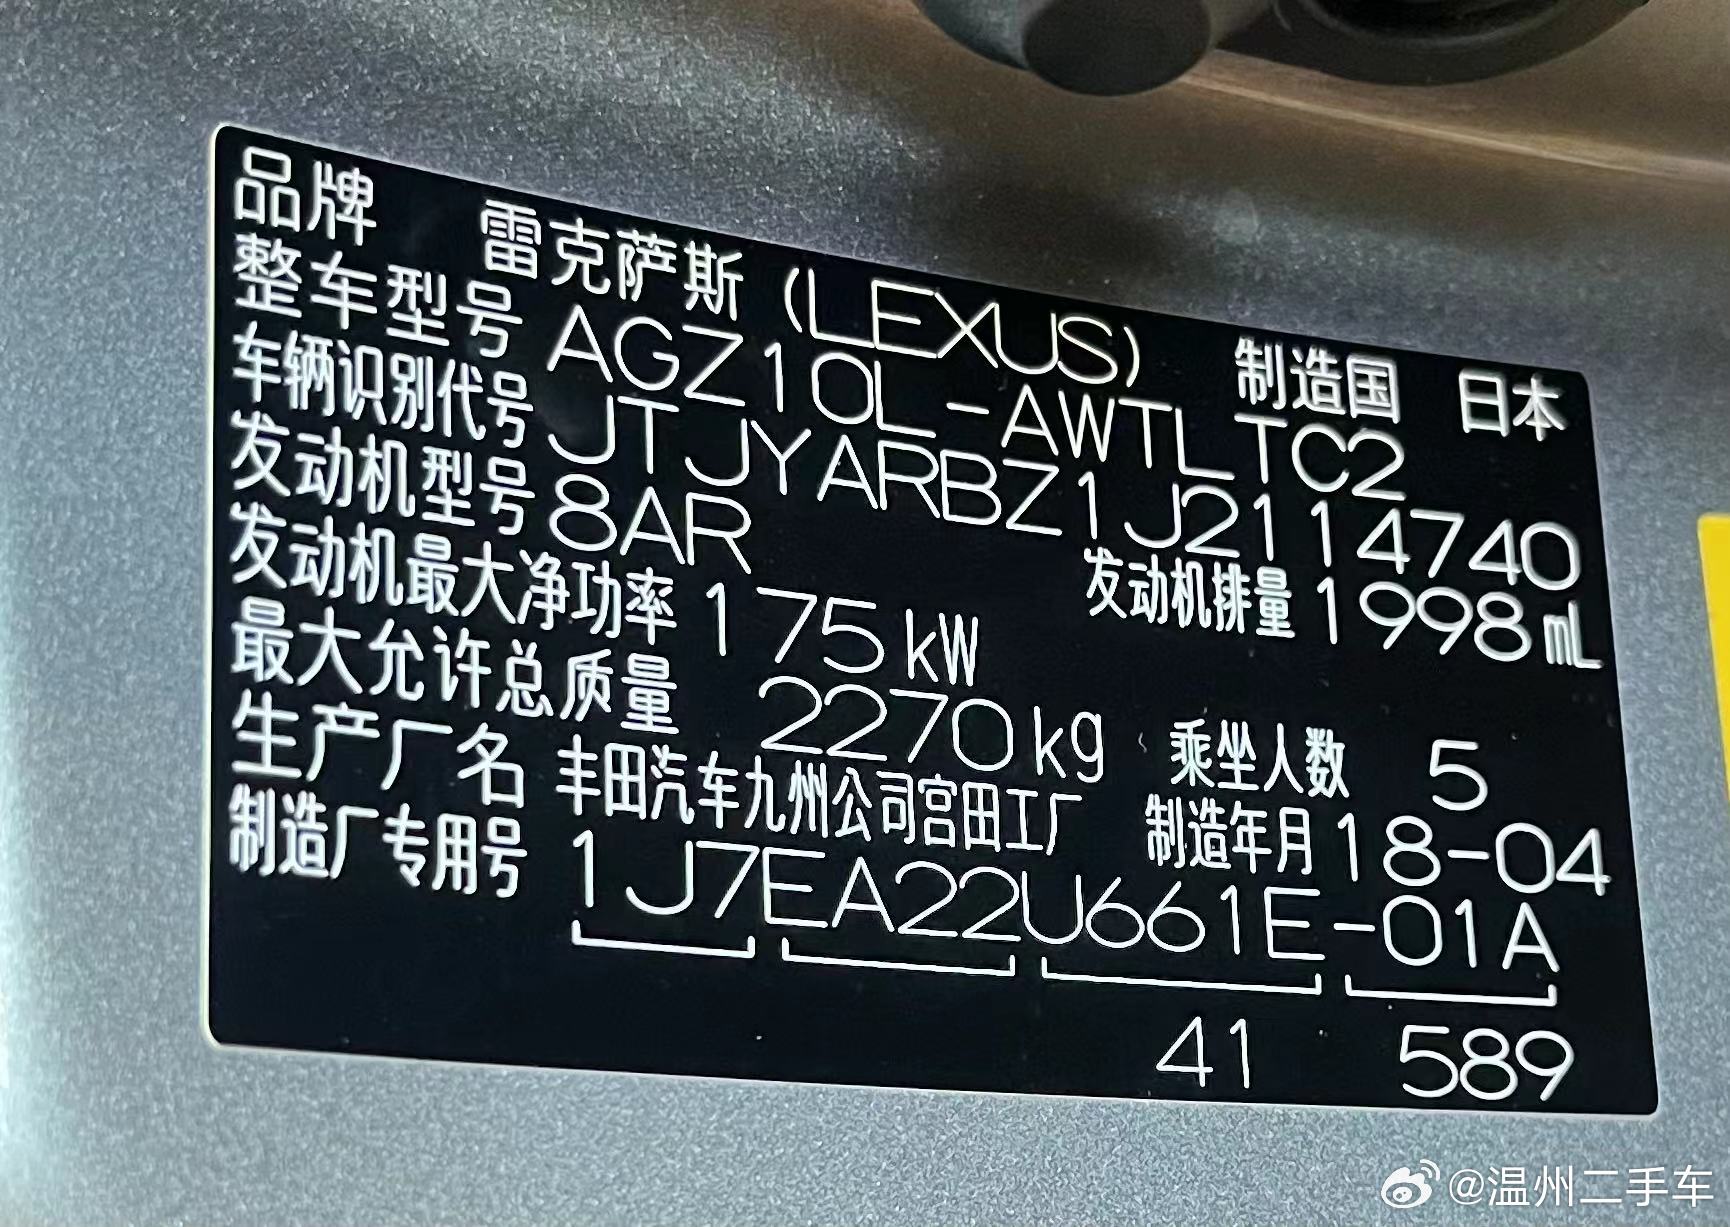 品牌 雷克萨斯(LEXUS) 制造国 日本
整车型号 AGZ10L-AWTLTC2
车辆识别代号 JTJYARBZ1J2114740
发动机型号 8AR 发动机排量 1998mL
发动机最大净功率 175kW
最大允许总质量 2270kg 乘坐人数 5
生产厂名 丰田汽车九州公司宫田工厂 制造年月 18-04
制造厂专用号 1J7EA22U661E-01A
41 589
@温州二手车